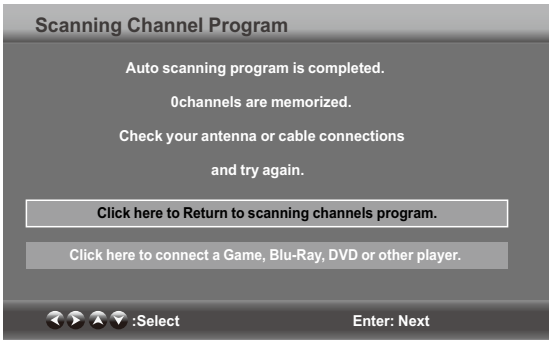 Scanning Channel Program
Auto scanning program is completed.
0channels are memorized.
Check your antenna or cable connections
and try again.
Click here to Return to scanning channels program.
Click here to connect a Game, Blu-Ray, DVD or other player.
:Select Enter: Next